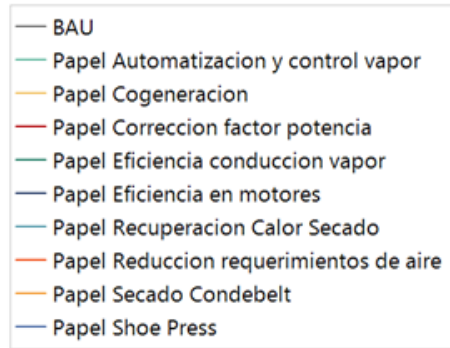 BAU
Papel Automatizacion y control vapor
Papel Cogeneracion
Papel Correccion factor potencia
Papel Eficiencia conduccion vapor
Papel Eficiencia en motores
Papel Recuperacion Calor Secado
Papel Reduccion requerimientos de aire
Papel Secado Condebelt
Papel Shoe Press